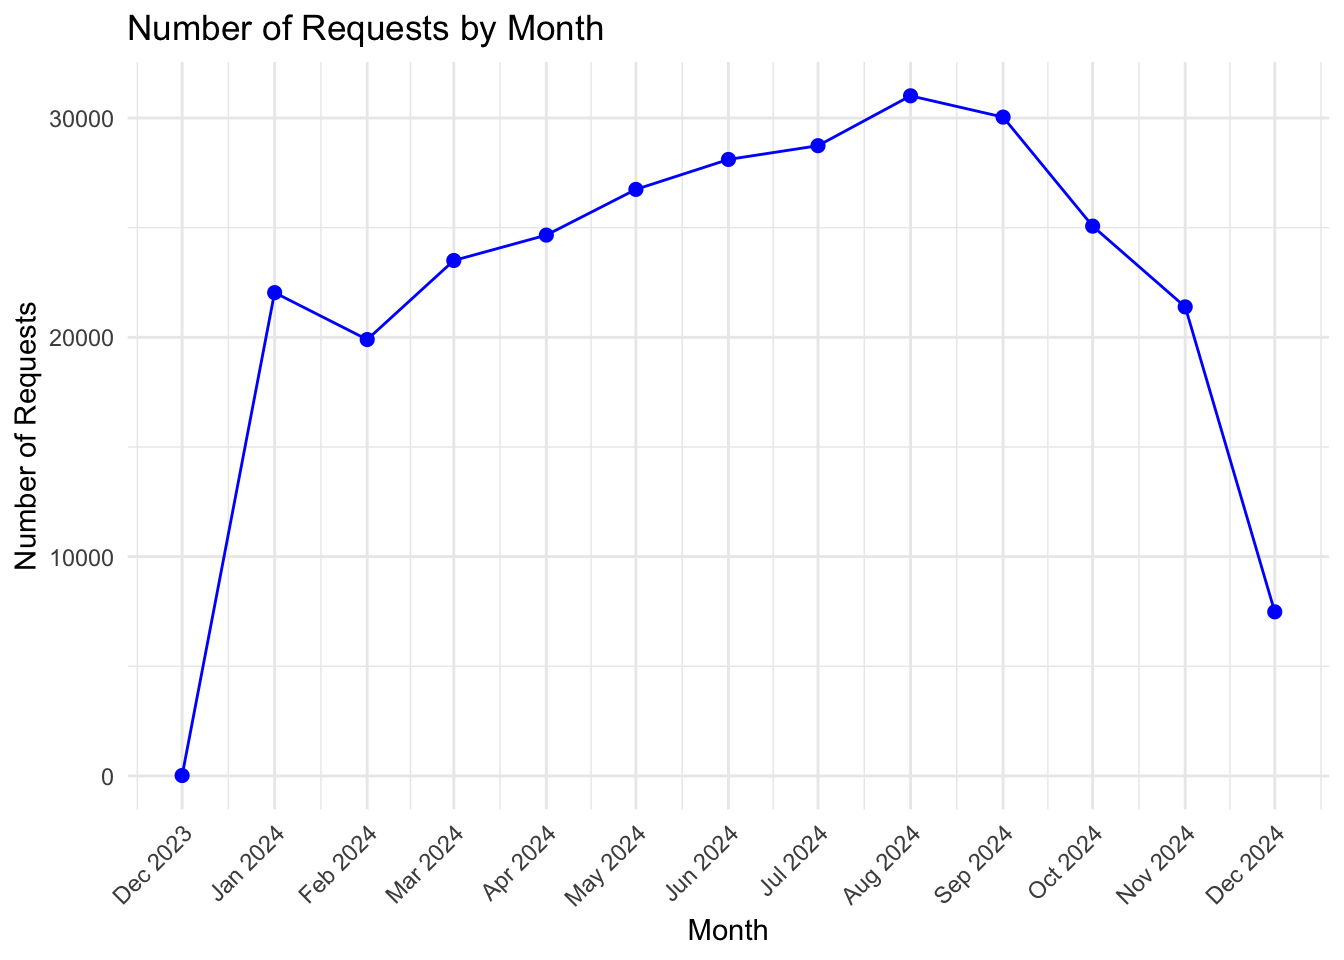 Number of Requests by Month
Number of Requests
30000
20000
10000
0
Dec 2023
Jan 2024
Feb 2024
Mar 2024
Apr 2024
May 2024
Jun 2024
Jul 2024
Aug 2024
Sep 2024
Oct 2024
Nov 2024
Dec 2024
Month